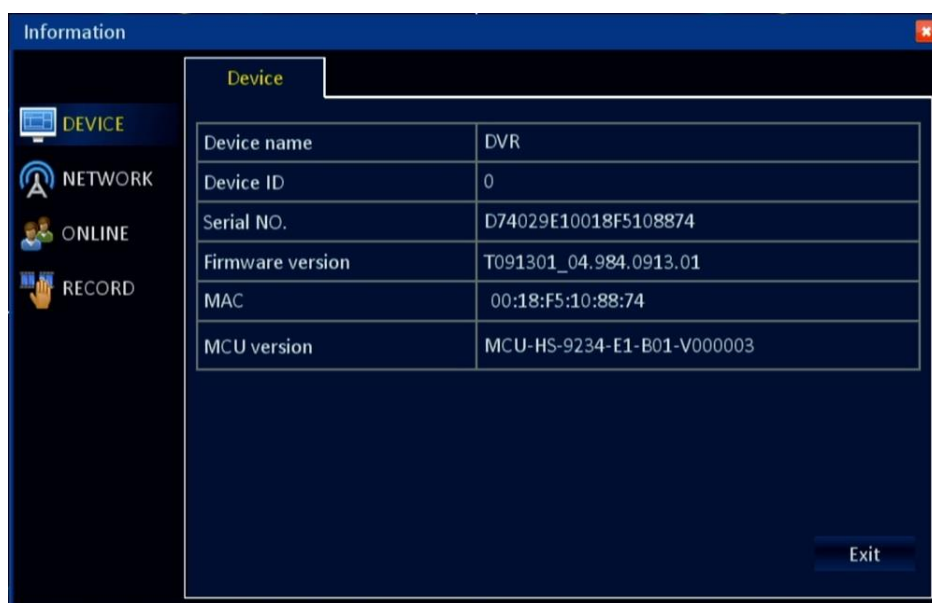 Information
Device
DEVICE
NETWORK
ONLINE
RECORD
Device name DVR
Device ID 0
Serial NO. D74029E10018F5108874
Firmware version T091301_04.984.0913.01
MAC 00:18:F5:10:88:74
MCU version MCU-HS-9234-E1-B01-V000003
Exit